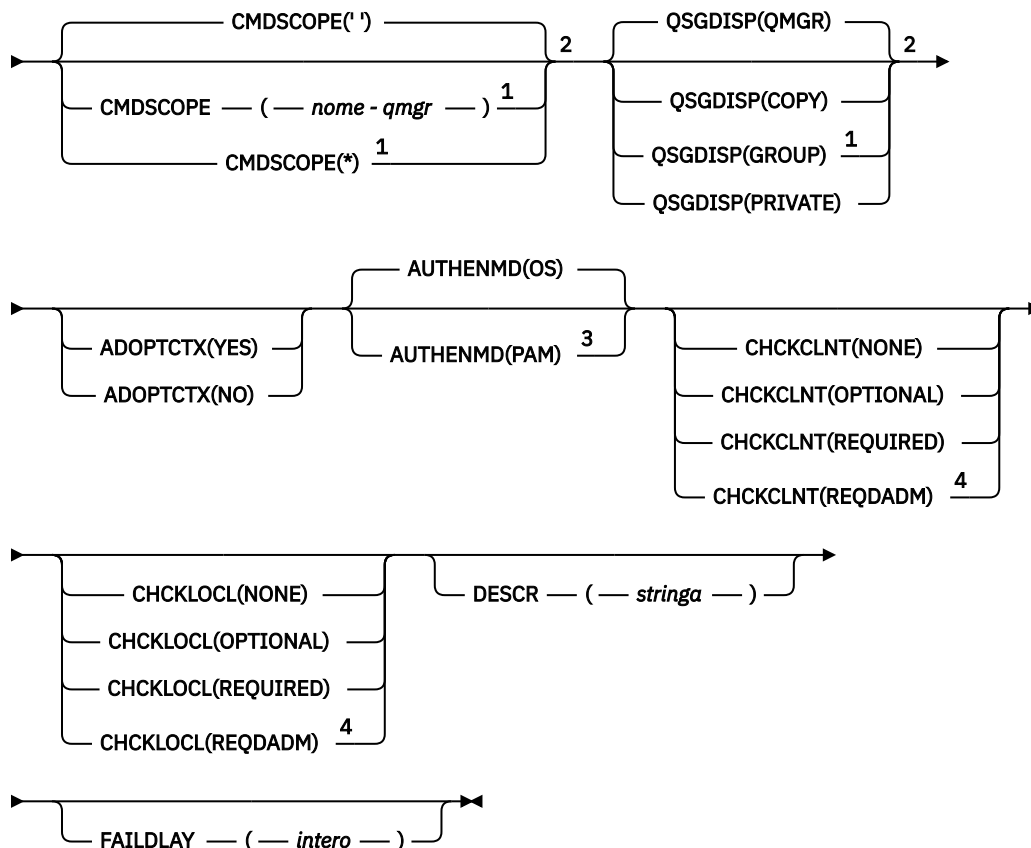 CMDSCOPE(' ')
2
CMDSCOPE ( nome - qmgr ) 1
CMDSCOPE(*) 1
QSGDISP(QMGR)
2
QSGDISP(COPY)
QSGDISP(GROUP) 1
QSGDISP(PRIVATE)
ADOPTCTX(YES)
ADOPTCTX(NO)
AUTHENMD(OS)
AUTHENMD(PAM) 3
CHCKCLNT(NONE)
CHCKCLNT(OPTIONAL)
CHCKCLNT(REQUIRED)
CHCKCLNT(REQDADM) 4
CHCKLOCL(NONE)
CHCKLOCL(OPTIONAL)
CHCKLOCL(REQUIRED)
CHCKLOCL(REQDADM) 4
DESCR ( stringa )
FAILDLAY ( intero )